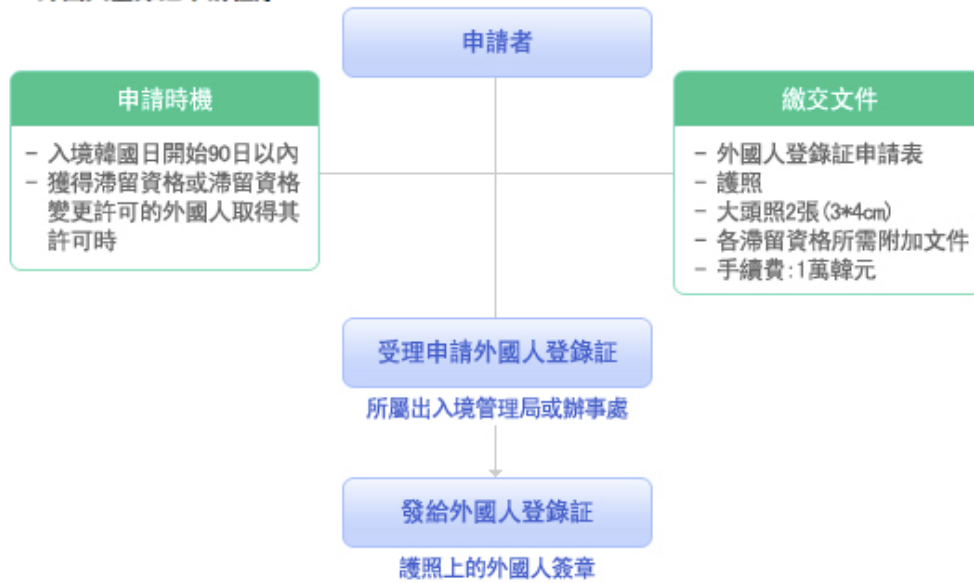 申請者
申請時機
- 入境韓國日開始90日以內
- 獲得滯留資格或滯留資格
變更許可的外國人取得其
許可時
繳交文件
- 外國人登錄証申請表
- 護照
- 大頭照2張(3*4cm)
- 各滯留資格所需附加文件
- 手續費:1萬韓元
受理申請外國人登錄証
所屬出入境管理局或辦事處
發給外國人登錄証
護照上的外國人簽章